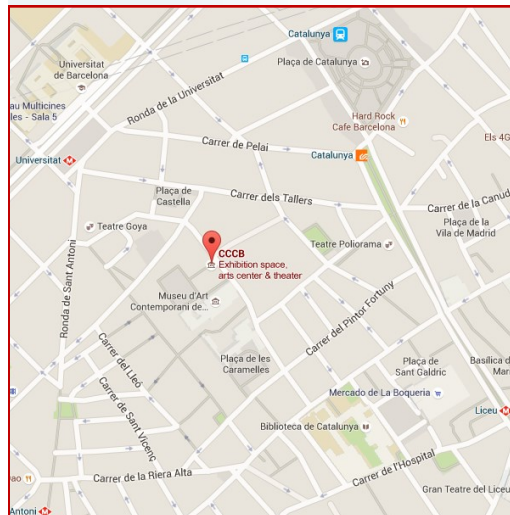 Catalunya
Universitat
de Barcelona
Plaça de Catalunya
Ronda de la Universitat
au Multicines
les - Sala 5
Hard Rock
Cafe Barcelona
Els 4G
Carrer de Pelai
Universitat
Catalunya
Plaça de
Castella
Carrer dels Tallers
Carrer de la Canud
Plaça de la
Vila de Madrid
Teatre Goya
Teatre Poliorama
CCCB
Exhibition space,
arts center & theater
Ronda de Sant Antoni
Museu d'Art
Contemporani de...
Carrer del Pintor Fortuny
Carrer del Lleó
Plaça de les
Caramelles
Plaça de
Sant Galdric
Basílica d
Mar
Mercado de La Boqueria
Carrer de Sant Vicenç
Liceu
Biblioteca de Catalunya
Carrer de l'Hospital
ao
Carrer de la Riera Alta
Gran Teatre del Liceu
Antoni